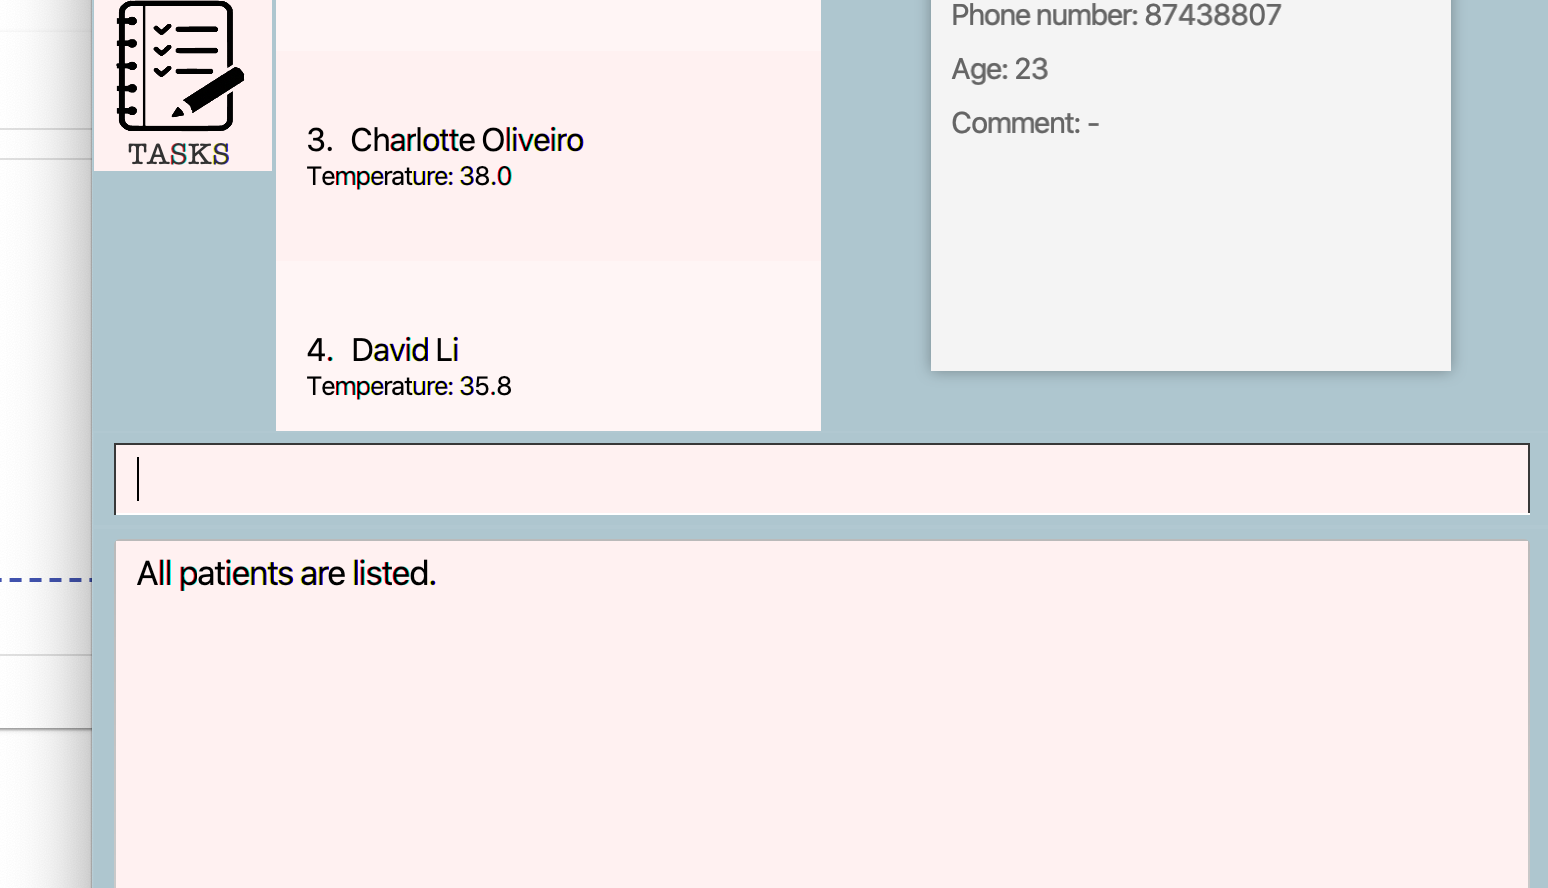 TASKS
3. Charlotte Oliveiro
Temperature: 38.0
4. David Li
Temperature: 35.8
Phone number: 87438807
Age: 23
Comment: -
All patients are listed.